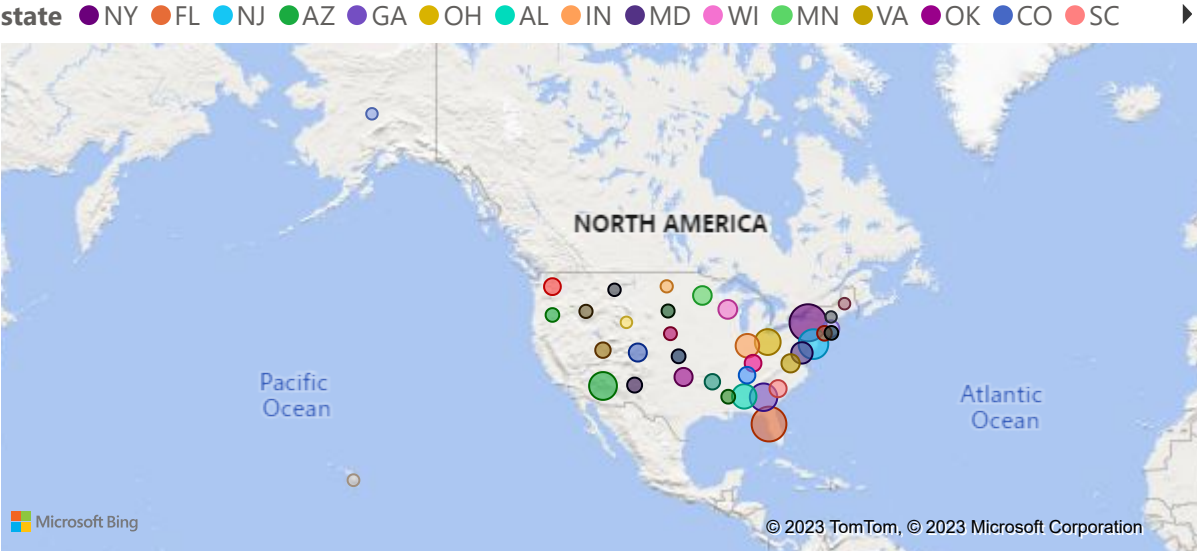 state NY FL NJ AZ GA OH AL IN MD WI MN VA OK CO SC
NORTH AMERICA
Pacific
Ocean
Atlantic
Ocean
Microsoft Bing
© 2023 TomTom, © 2023 Microsoft Corporation